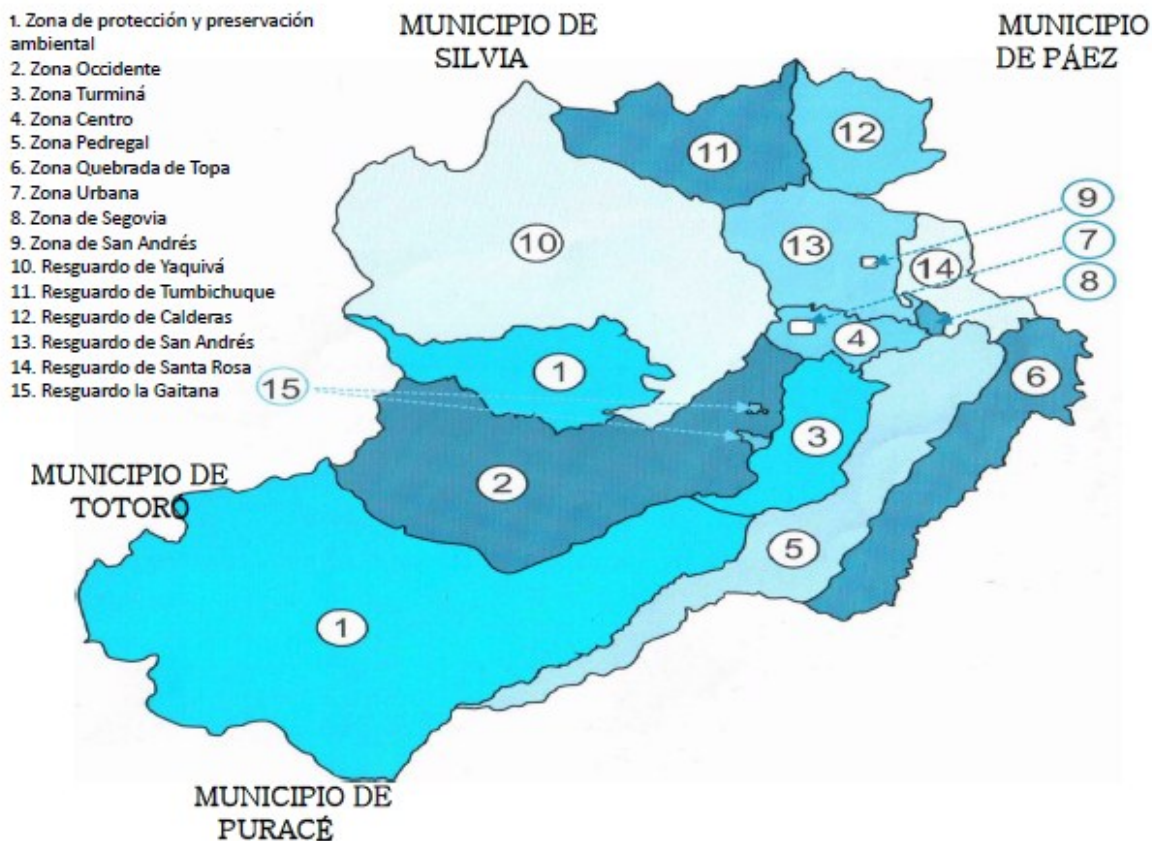 1. Zona de protección y preservación
ambiental
2. Zona Occidente
3. Zona Turminá
4. Zona Centro
5. Zona Pedregal
6. Zona Quebrada de Topa
7. Zona Urbana
8. Zona de Segovia
9. Zona de San Andrés
10. Resguardo de Yaquivá
11. Resguardo de Tumbichuque
12. Resguardo de Calderas
13. Resguardo de San Andrés
14. Resguardo de Santa Rosa
15. Resguardo la Gaitana
MUNICIPIO DE
SILVIA
MUNICIPIO
DE PÁEZ
12
11
9
10
13
7
14
8
4
1
6
15
3
MUNICIPIO DE
TOTORÓ
2
5
1
MUNICIPIO DE
PURACÉ